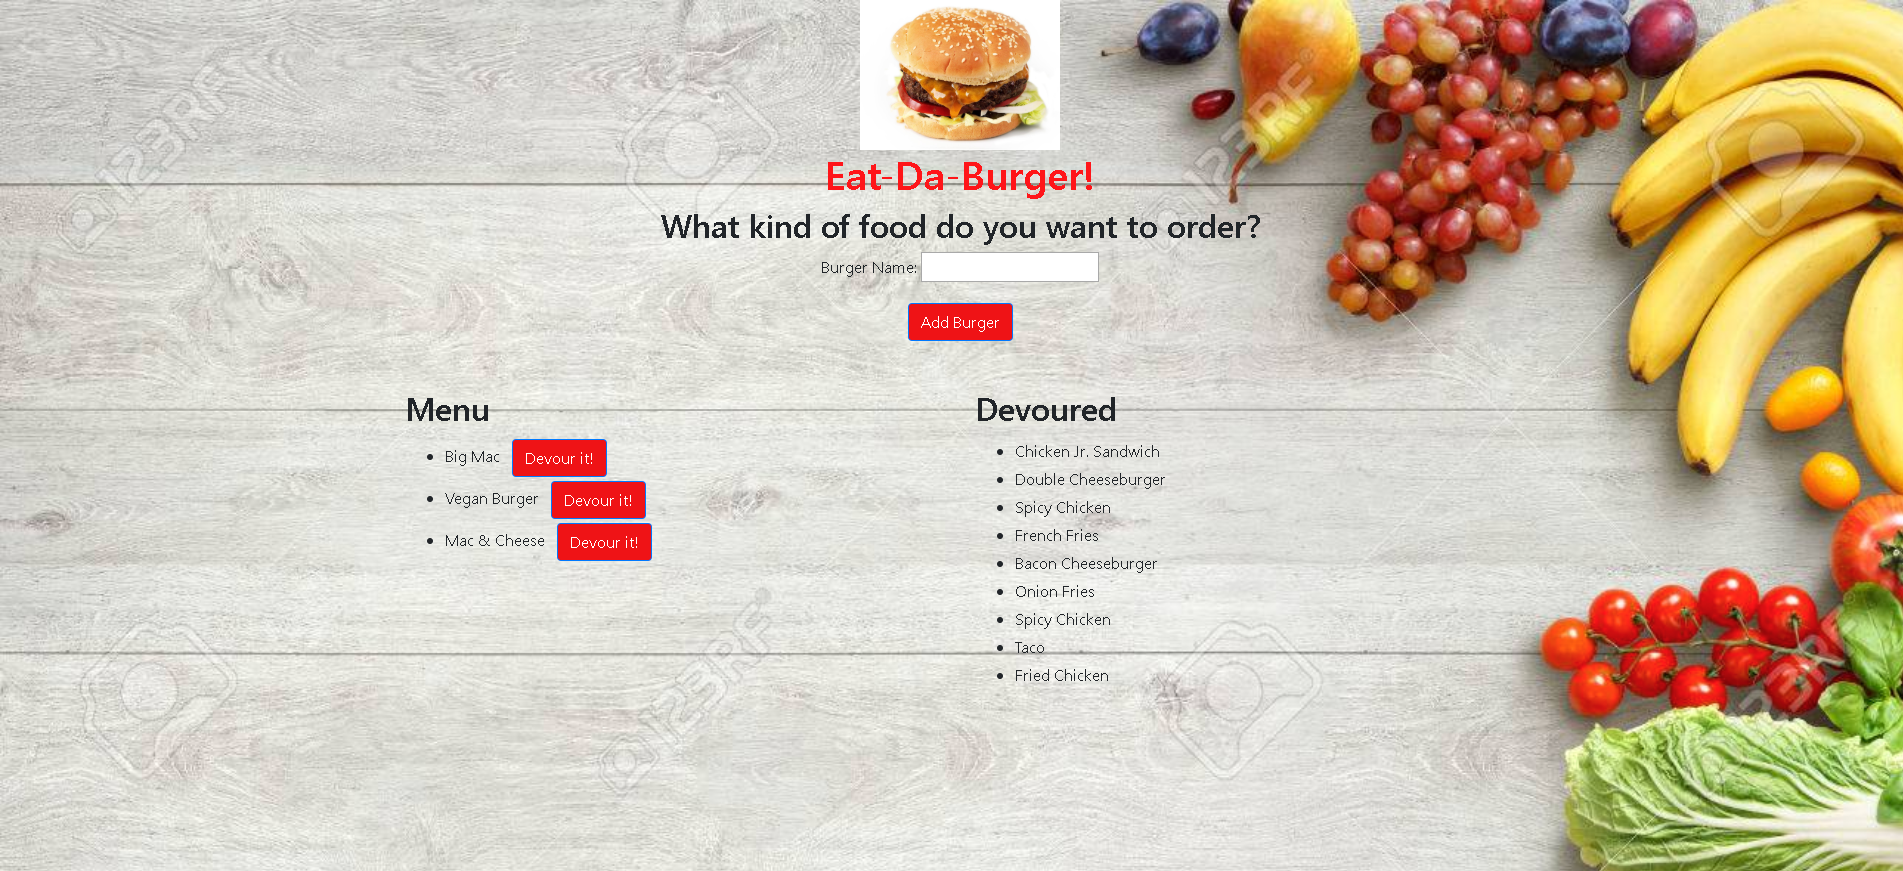 Eat-Da-Burger!
What kind of food do you want to order?
Burger Name:
Add Burger
Menu
Big Mac Devour it!
Vegan Burger Devour it!
Mac & Cheese Devour it!
Devoured
Chicken Jr. Sandwich
Double Cheeseburger
Spicy Chicken
French Fries
Bacon Cheeseburger
Onion Fries
Spicy Chicken
Taco
Fried Chicken
123RF
123RF
123RF
123RF